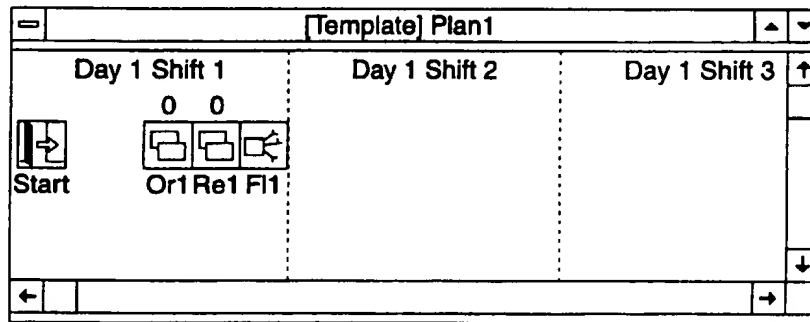 [Template] Plan1
Day 1 Shift 1 Day 1 Shift 2 Day 1 Shift 3
0 0
Start Or1 Re1 Fl1